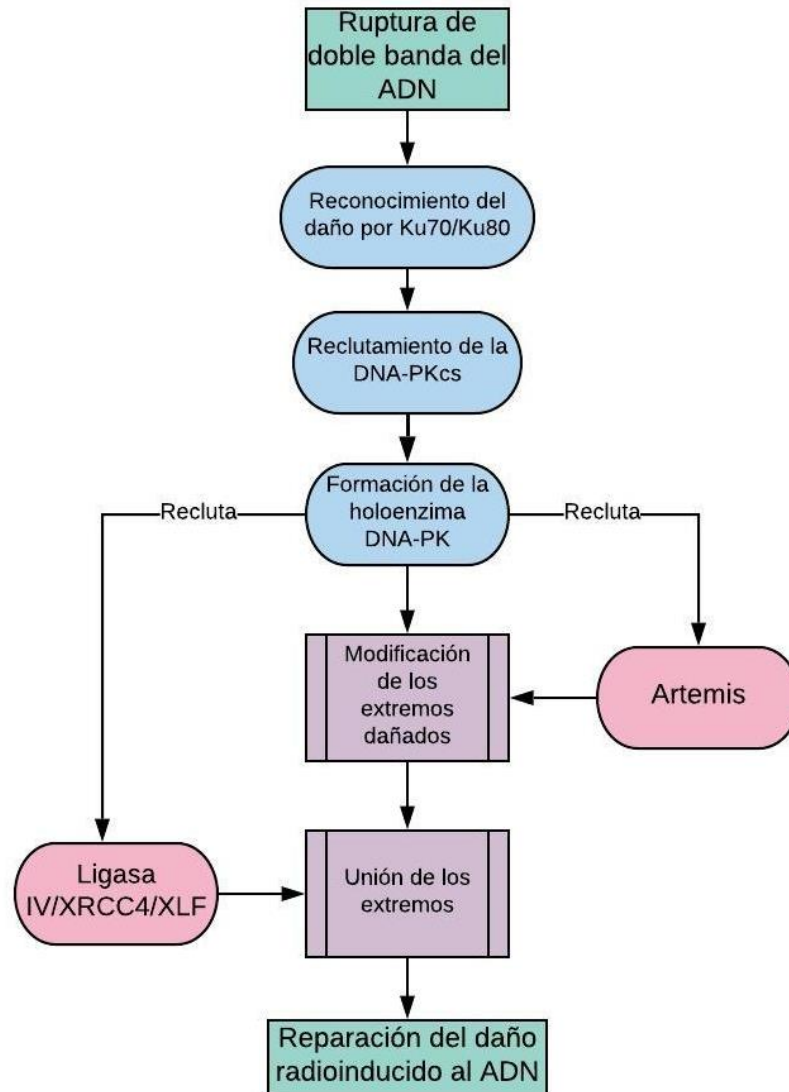 Ruptura de
doble banda del
ADN
Reconocimiento del
daño por Ku70/Ku80
Reclutamiento de la
DNA-PKcs
Formación de la
holoenzima
DNA-PK
Recluta
Recluta
Modificación
de los
extremos
dañados
Artemis
Ligasa
IV/XRCC4/XLF
Unión de los
extremos
Reparación del daño
radioinducido al ADN